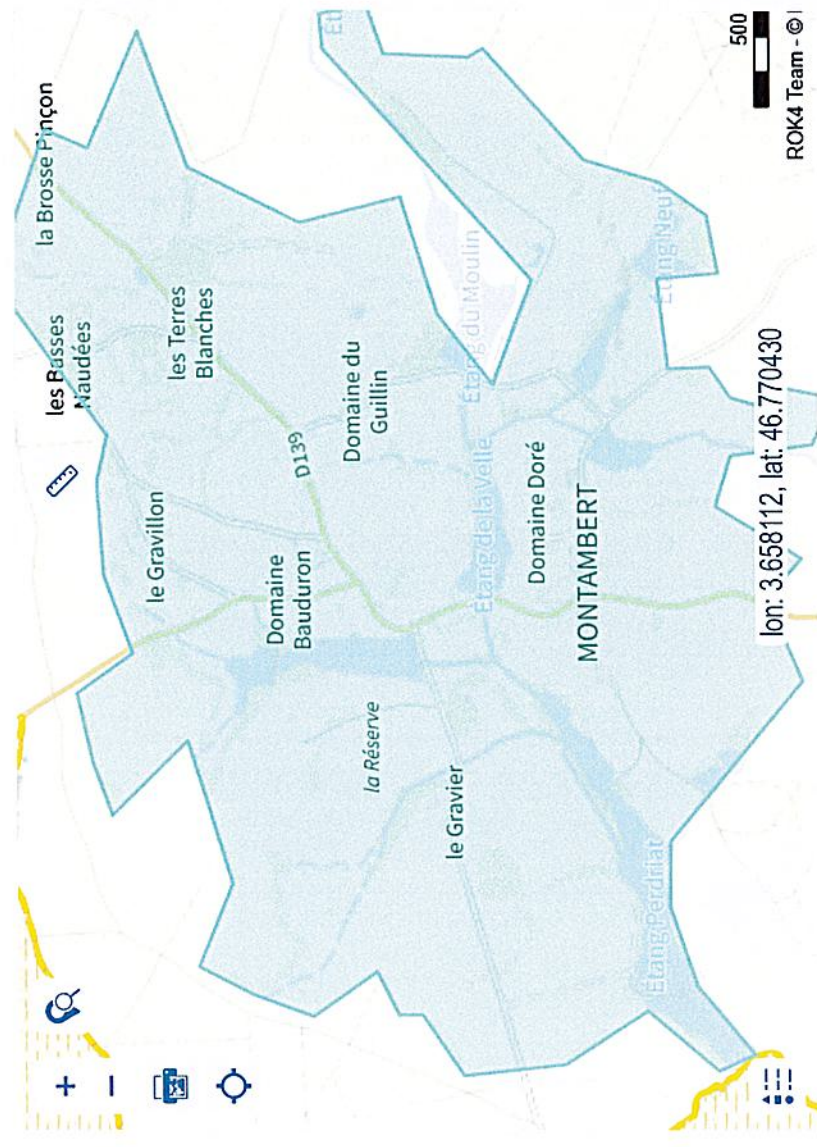 la Brosse Pinçon
les Basses
Naudées
+
−
le Gravillon
les Terres
Blanches
Domaine
Bauduron
D139
Ét
Domaine du
Guillin
la Réserve
le Gravier
Étang du Moulin
Étang de la Velle
Domaine Doré
MONTAMBERT
Étang Perdriat
Étang Neuf
500
lon: 3.658112, lat: 46.770430
ROK4 Team - ©